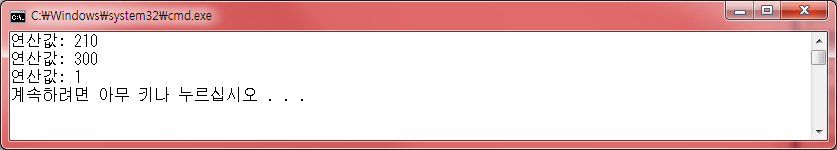 C:\Windows\system32\cmd.exe
연산값: 210
연산값: 300
연산값: 1
계속하려면 아무 키나 누르십시오 . . .